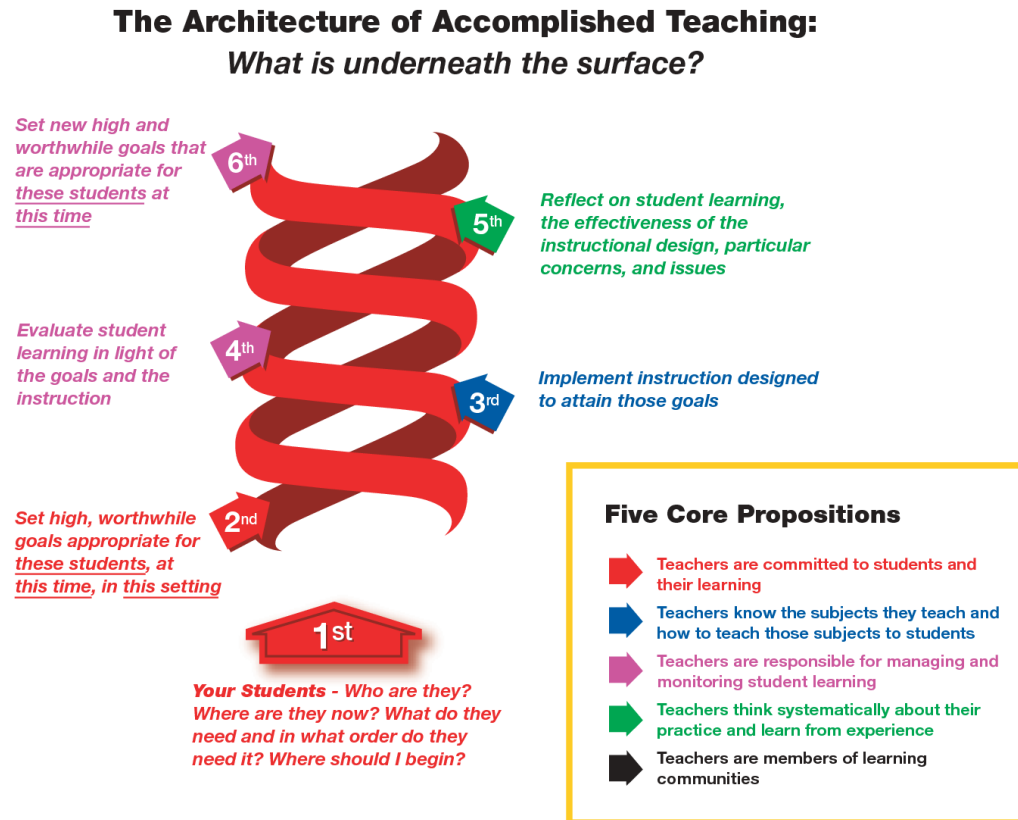 The Architecture of Accomplished Teaching:
What is underneath the surface?
Set new high and
worthwhile goals that
are appropriate for
these students at
this time
6th
5th
Reflect on student learning,
the effectiveness of the
instructional design, particular
concerns, and issues
Evaluate student
learning in light of
the goals and the
instruction
4th
3rd
Implement instruction designed
to attain those goals
Set high, worthwhile
goals appropriate for
these students, at
this time, in this setting
2nd
1st
Your Students - Who are they?
Where are they now? What do they
need and in what order do they
need it? Where should I begin?
Five Core Propositions
Teachers are committed to students and
their learning
Teachers know the subjects they teach and
how to teach those subjects to students
Teachers are responsible for managing and
monitoring student learning
Teachers think systematically about their
practice and learn from experience
Teachers are members of learning
communities